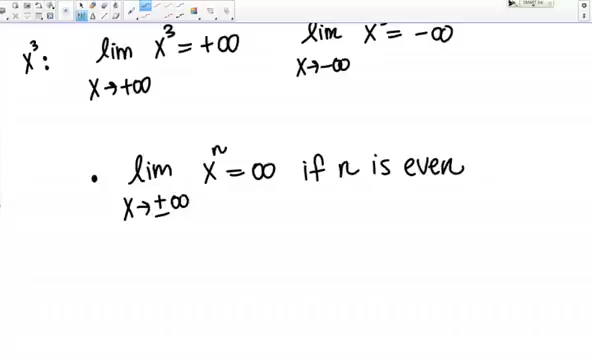 x³: lim x³ = +∞ lim x = -∞
x→+∞ x→-∞
• lim xⁿ = ∞ if n is even
x→±∞